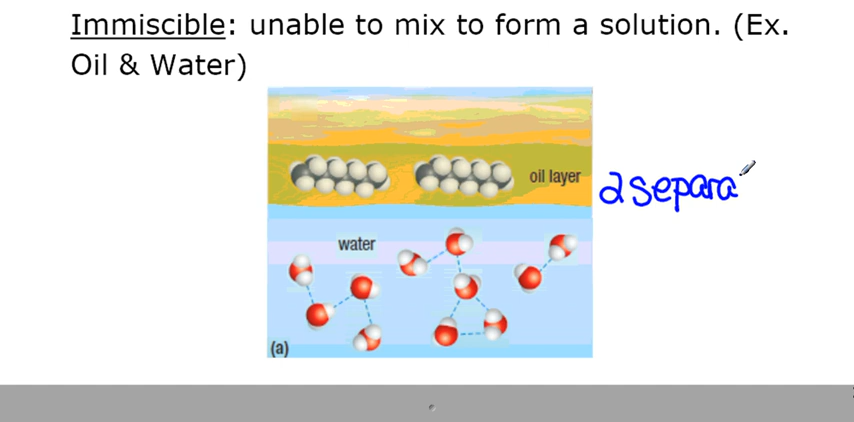 Immiscible: unable to mix to form a solution. (Ex.
Oil & Water)
oil layer
2 separa
water
(a)